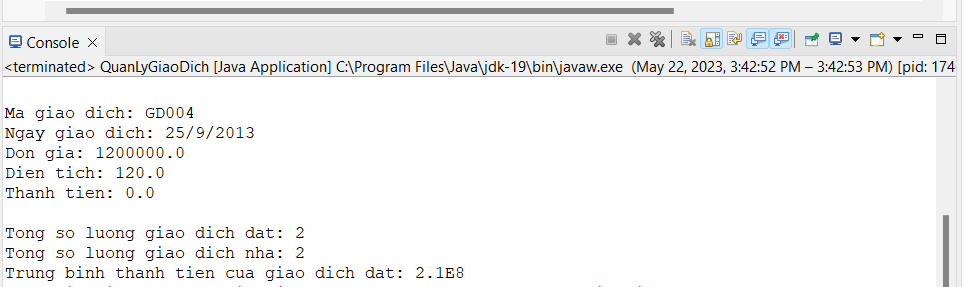 Console
<terminated> QuanLyGiaoDich [Java Application] C:\Program Files\Java\jdk-19\bin\javaw.exe (May 22, 2023, 3:42:52 PM – 3:42:53 PM) [pid: 174
Ma giao dich: GD004
Ngay giao dich: 25/9/2013
Don gia: 1200000.0
Dien tich: 120.0
Thanh tien: 0.0
Tong so luong giao dich dat: 2
Tong so luong giao dich nha: 2
Trung binh thanh tien cua giao dich dat: 2.1E8